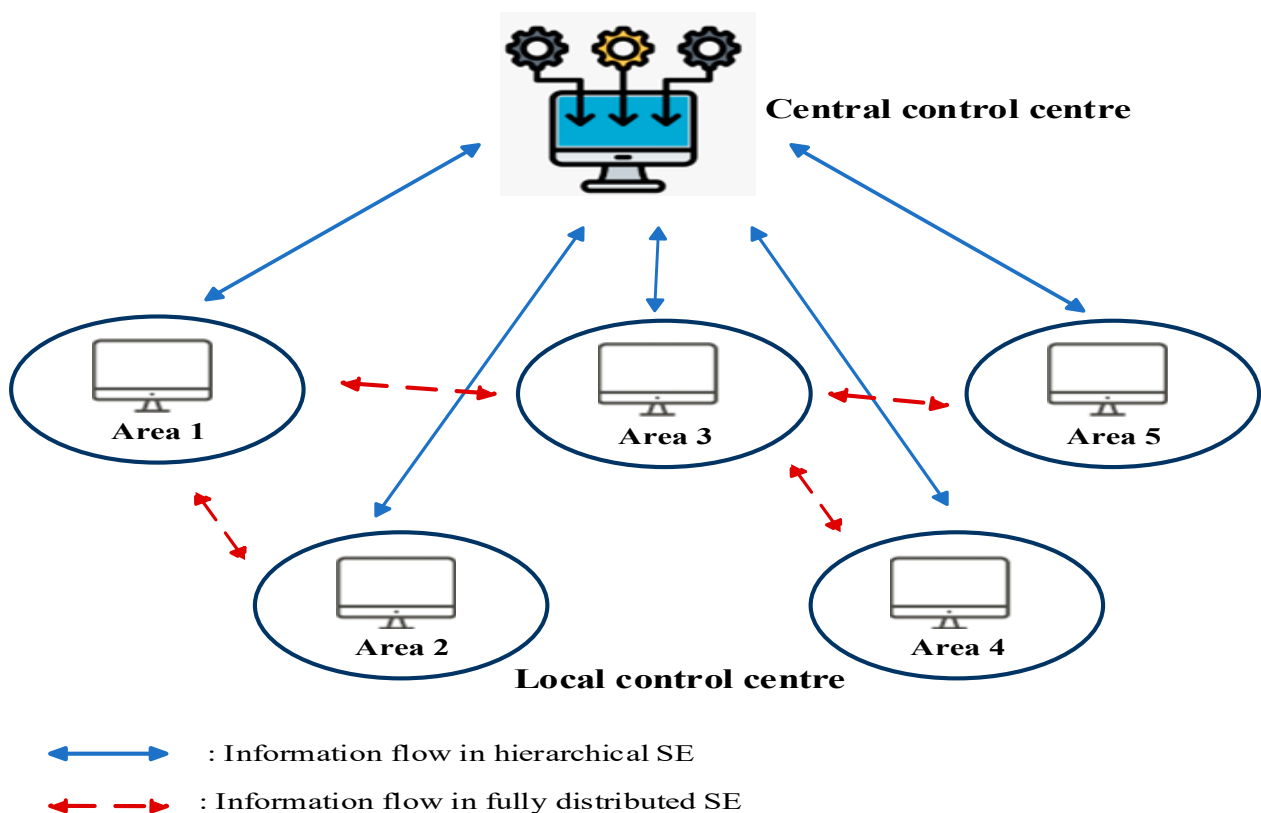 Central control centre
Area 1
Area 3
Area 5
Area 2
Area 4
Local control centre
: Information flow in hierarchical SE
: Information flow in fully distributed SE